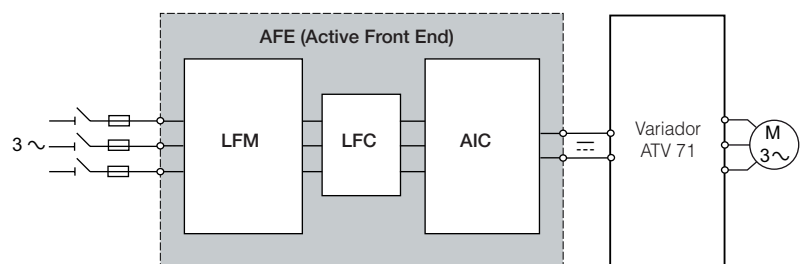 AFE (Active Front End)
LFM
LFC
AIC
3 ~
Variador
ATV 71
M
3~